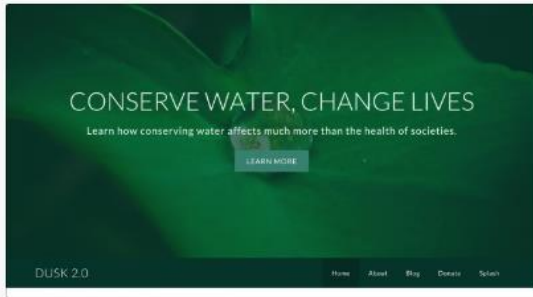 CONSERVE WATER, CHANGE LIVES
Learn how conserving water affects much more than the health of societies.
LEARN MORE
DUSK 2.0
Home About Blog Donate Splash